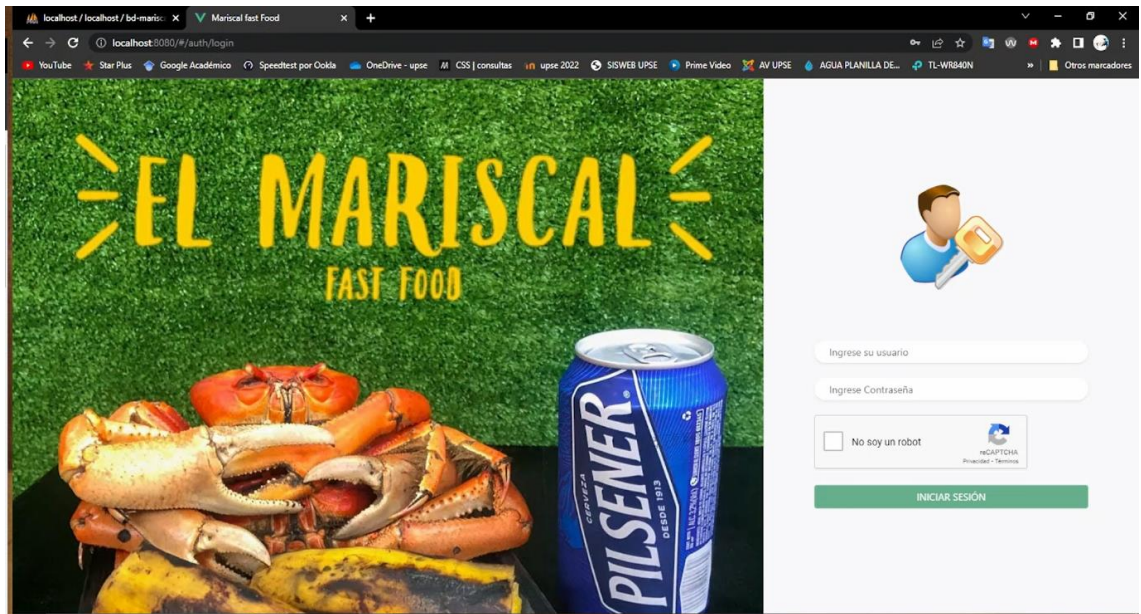 localhost / localhost / bd-marisc
Mariscal fast Food
localhost:8080/#/auth/login
YouTube
Star Plus
Google Académico
Speedtest por Ookla
OneDrive - upse
CSS | consultas
upse 2022
SISWEB UPSE
Prime Video
AV UPSE
AGUA PLANILLA DE...
TL-WR840N
»
Otros marcadores
EL MARISCAL
FAST FOOD
CERVEZA
PILSENER
DESDE 1913
Ingrese su usuario
Ingrese Contraseña
No soy un robot
reCAPTCHA
Privacidad - Términos
INICIAR SESIÓN